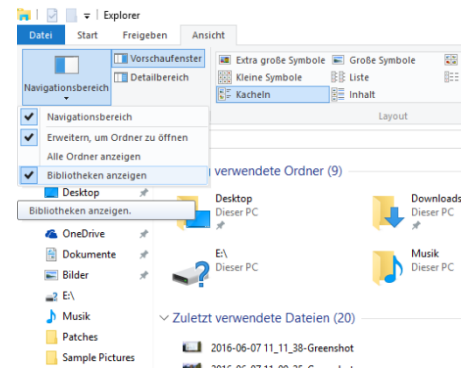 Explorer
Datei Start Freigeben Ansicht
Navigationsbereich
Vorschaufenster
Detailbereich
Extra große Symbole Große Symbole
Kleine Symbole Liste
Kacheln Inhalt
Layout
Navigationsbereich
Erweitern, um Ordner zu öffnen
Alle Ordner anzeigen
Bibliotheken anzeigen
Bibliotheken anzeigen.
Desktop
OneDrive
Dokumente
Bilder
E:\
Musik
Patches
Sample Pictures
verwendete Ordner (9)
Desktop
Dieser PC
Downloads
Dieser PC
E:\
Dieser PC
Musik
Dieser PC
Zuletzt verwendete Dateien (20)
2016-06-07 11_11_38-Greenshot